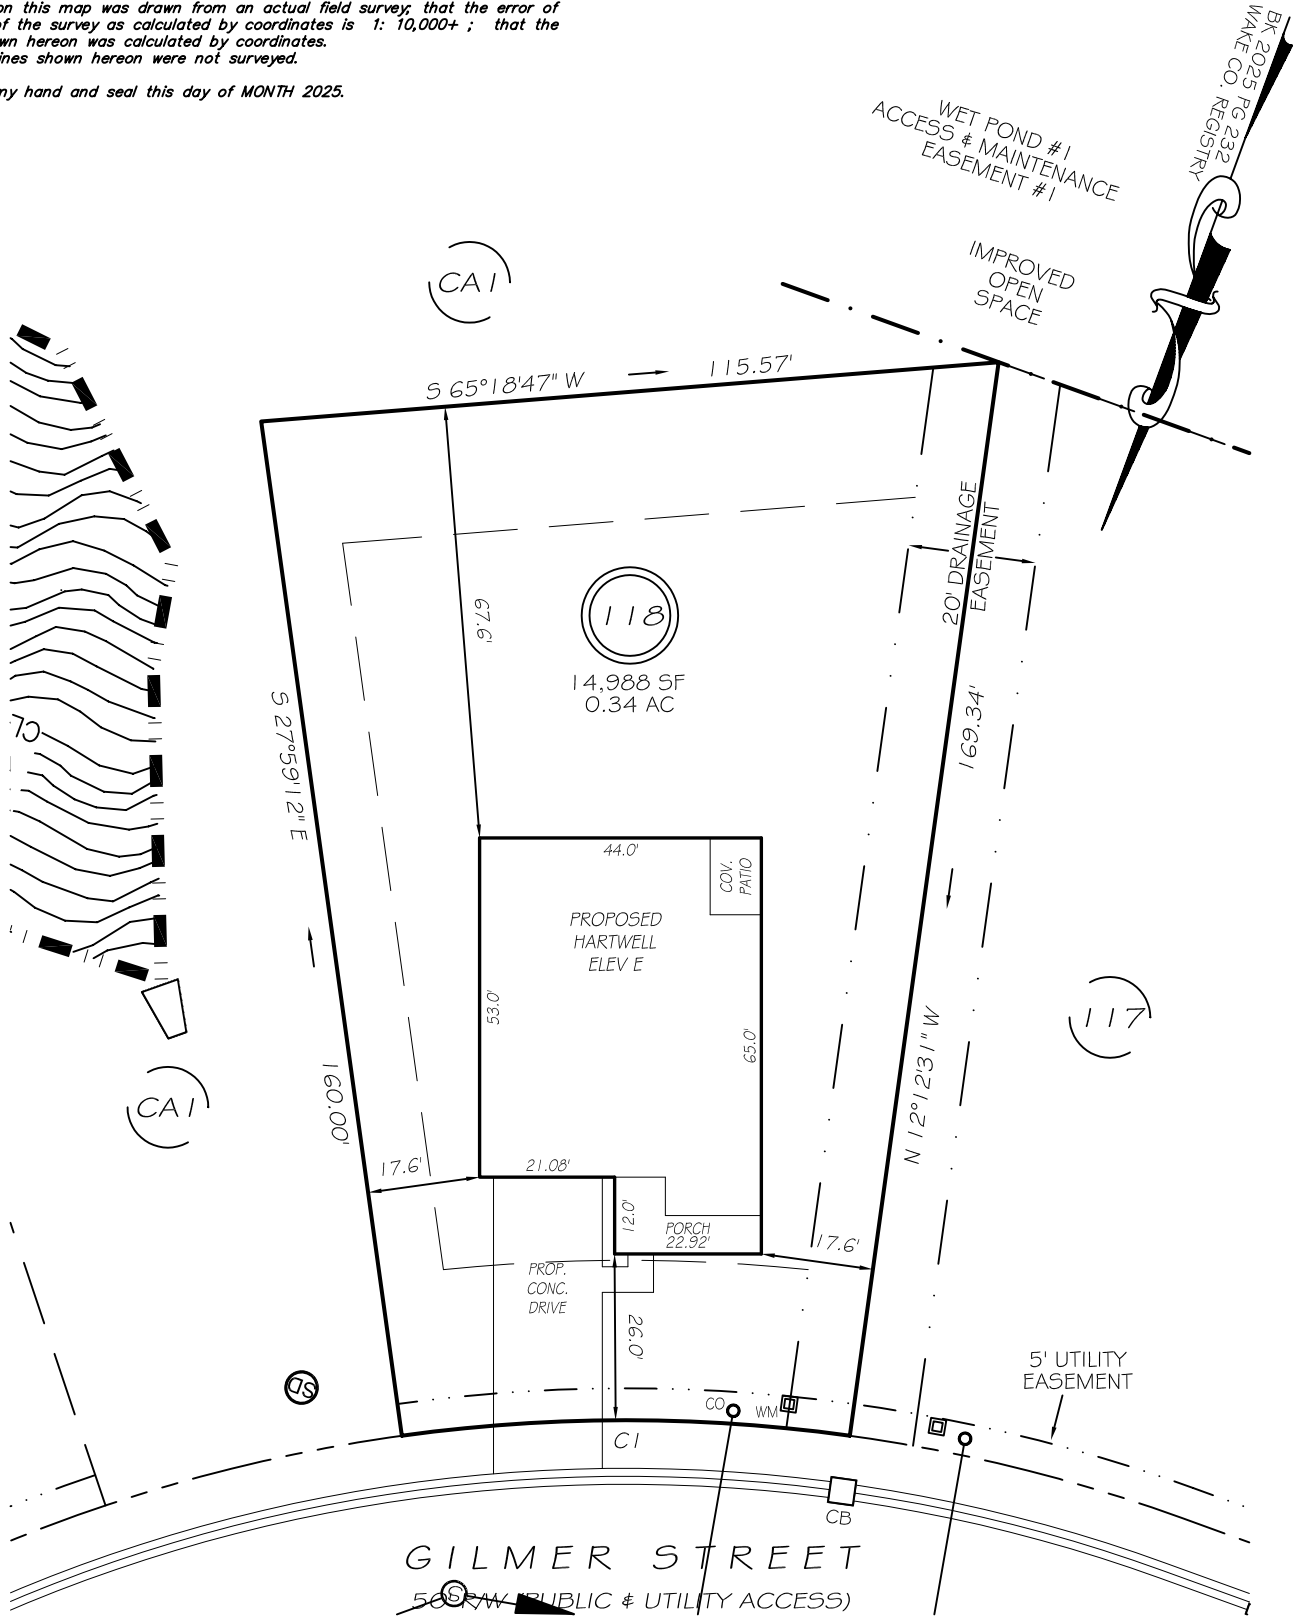 on this map was drawn from an actual field survey; that the error of
of the survey as calculated by coordinates is 1: 10,000+ ; that the
wn hereon was calculated by coordinates.
ines shown hereon were not surveyed.
my hand and seal this day of MONTH 2025.
BK 2025 PG 232
WAKE CO. REGISTRY
WET POND #1
ACCESS & MAINTENANCE
EASEMENT #1
IMPROVED
OPEN
SPACE
CA1
S 65°18'47" W
115.57'
20' DRAINAGE
EASEMENT
67.6'
118
14,988 SF
0.34 AC
S 27°59'12" E
169.34'
CL
44.0'
COV.
PATIO
PROPOSED
HARTWELL
ELEV E
53.0'
65.0'
117
N 12°12'31" W
CA1
160.00'
17.6'
21.08'
12.0'
PORCH
22.92'
17.6'
PROP.
CONC.
DRIVE
26.0'
5' UTILITY
EASEMENT
SD
CO
WM
C1
CB
GILMER STREET
50' R/W (PUBLIC & UTILITY ACCESS)
S